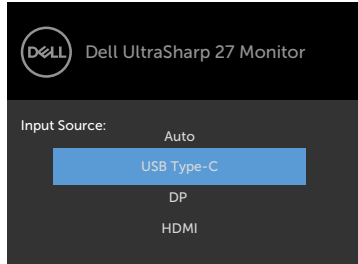 DELL
Dell UltraSharp 27 Monitor
Input Source:
Auto
USB Type-C
DP
HDMI